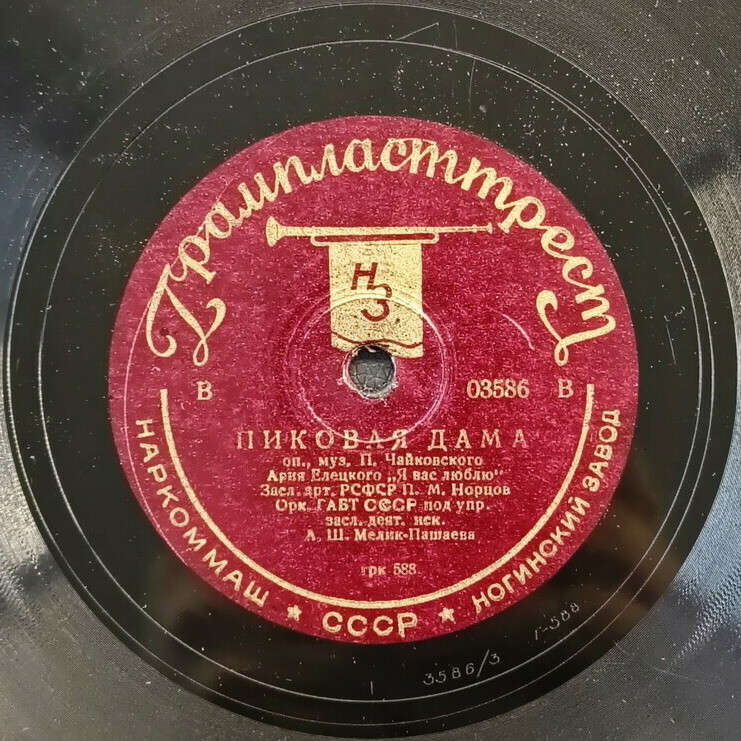 Грампласттрест
НЗ
В 03586 В
ПИКОВАЯ ДАМА
оп., муз. П. Чайковского
Ария Елецкого „Я вас люблю"
Засл. арт. РСФСР П. М. Норцов
Орк. ГАБТ СССР под упр.
засл. деят. иск.
А. Ш. Мелик-Пашаева
грк 588.
НАРКОММАШ ★ СССР ★ НОГИНСКИЙ ЗАВОД
3586/3 Г-588